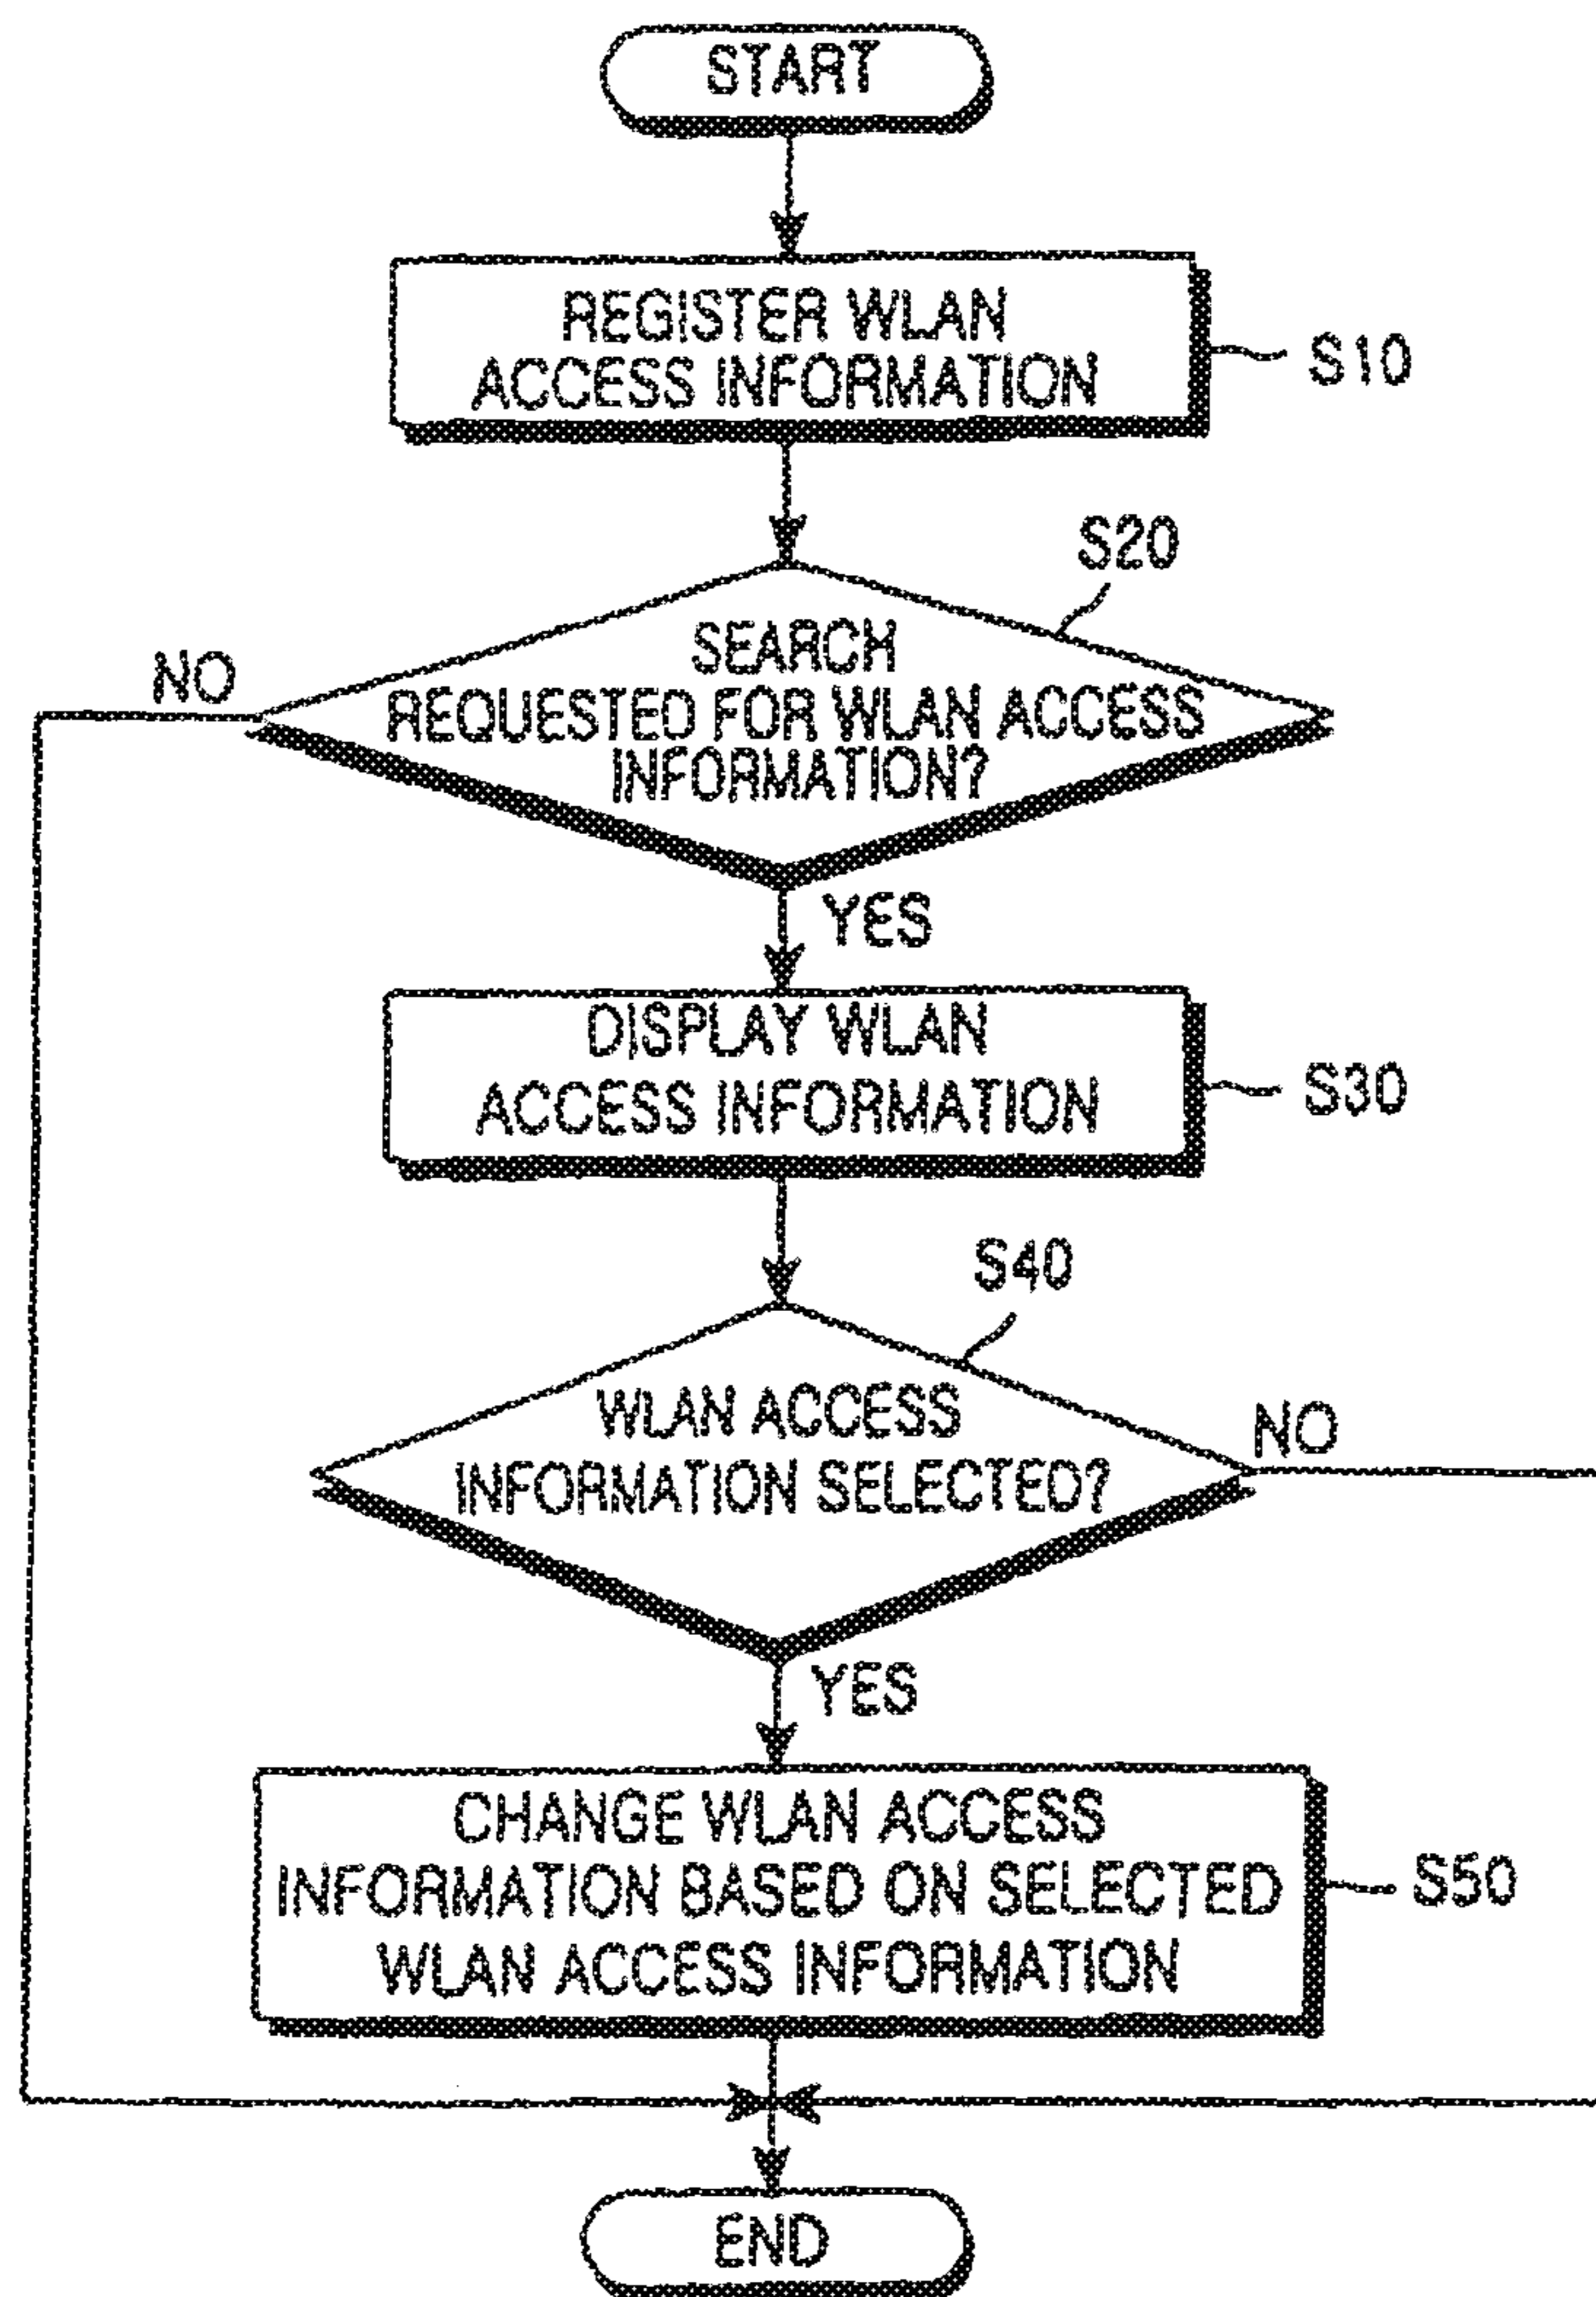 START
REGISTER WLAN
ACCESS INFORMATION
S10
S20
SEARCH
REQUESTED FOR WLAN ACCESS
INFORMATION?
NO
YES
DISPLAY WLAN
ACCESS INFORMATION
S30
S40
WLAN ACCESS
INFORMATION SELECTED?
NO
YES
CHANGE WLAN ACCESS
INFORMATION BASED ON SELECTED
WLAN ACCESS INFORMATION
S50
END